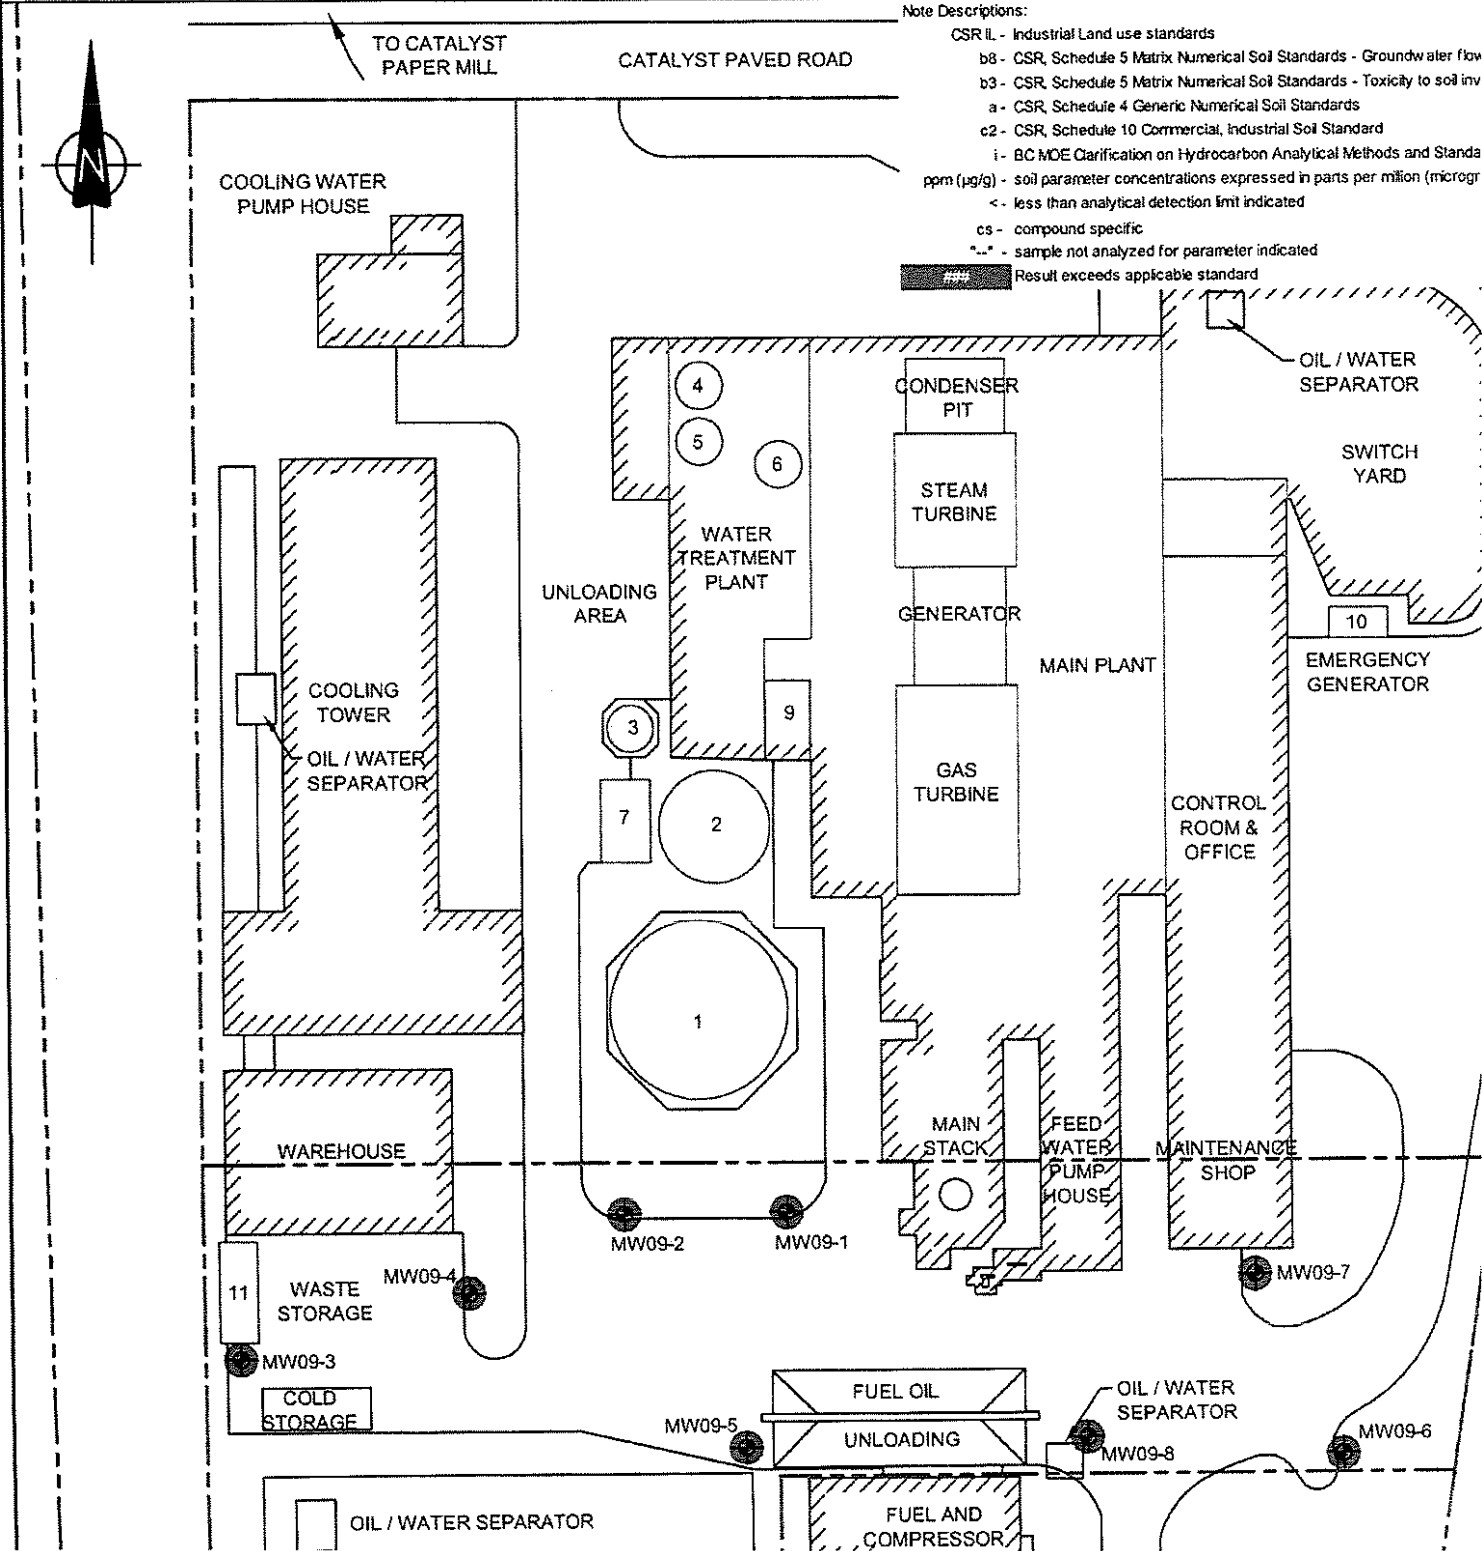 Note Descriptions:
CSR IL - Industrial Land use standards
b8 - CSR, Schedule 5 Matrix Numerical Soil Standards - Groundwater flow
b3 - CSR, Schedule 5 Matrix Numerical Soil Standards - Toxicity to soil inv
a - CSR, Schedule 4 Generic Numerical Soil Standards
c2 - CSR, Schedule 10 Commercial, Industrial Soil Standard
i - BC MOE Clarification on Hydrocarbon Analytical Methods and Standa
ppm (µg/g) - soil parameter concentrations expressed in parts per million (microgr
< - less than analytical detection limit indicated
cs - compound specific
"--" - sample not analyzed for parameter indicated
### Result exceeds applicable standard
TO CATALYST
PAPER MILL
CATALYST PAVED ROAD
N
COOLING WATER
PUMP HOUSE
4
5
6
CONDENSER
PIT
OIL / WATER
SEPARATOR
SWITCH
YARD
STEAM
TURBINE
WATER
TREATMENT
PLANT
UNLOADING
AREA
GENERATOR
10
EMERGENCY
GENERATOR
MAIN PLANT
COOLING
TOWER
3
9
OIL / WATER
SEPARATOR
7
2
GAS
TURBINE
CONTROL
ROOM &
OFFICE
1
WAREHOUSE
MAIN
STACK
FEED
WATER
PUMP
HOUSE
MAINTENANCE
SHOP
MW09-2
MW09-1
11
WASTE
STORAGE
MW09-4
MW09-7
MW09-3
COLD
STORAGE
FUEL OIL
UNLOADING
OIL / WATER
SEPARATOR
MW09-5
MW09-8
MW09-6
OIL / WATER SEPARATOR
FUEL AND
COMPRESSOR